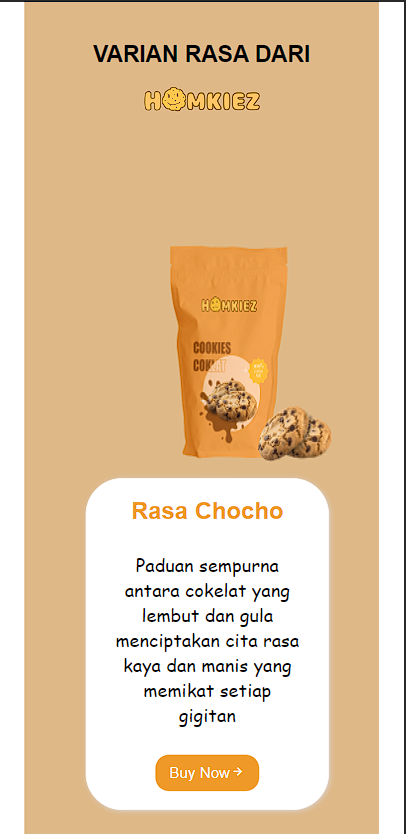 VARIAN RASA DARI
HOMKIEZ
HOMKIEZ
COOKIES
COKLAT
Rasa Chocho
Paduan sempurna
antara cokelat yang
lembut dan gula
menciptakan cita rasa
kaya dan manis yang
memikat setiap
gigitan
Buy Now →